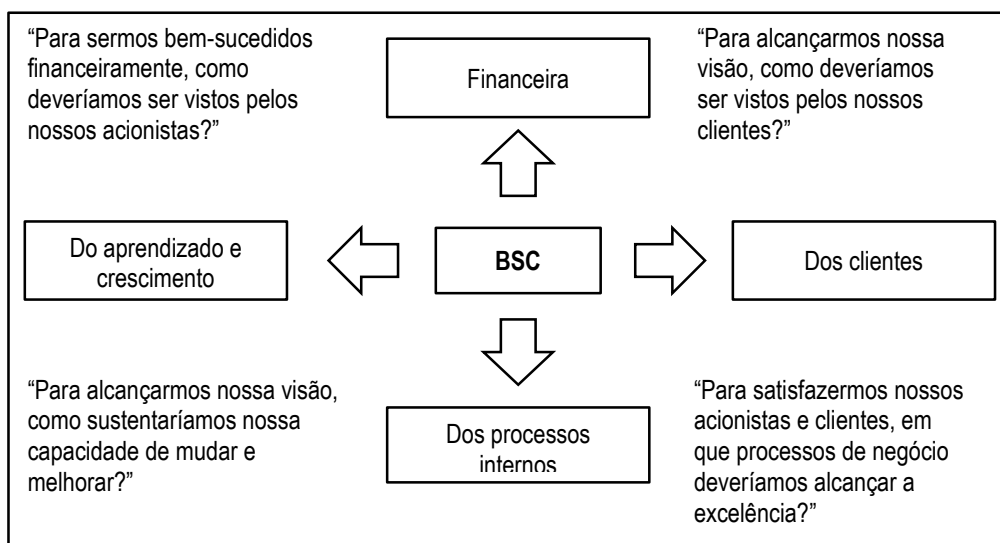 “Para sermos bem-sucedidos
financeiramente, como
deveríamos ser vistos pelos
nossos acionistas?”
Financeira
“Para alcançarmos nossa
visão, como deveríamos
ser vistos pelos nossos
clientes?”
Do aprendizado e
crescimento
BSC
Dos clientes
“Para alcançarmos nossa visão,
como sustentaríamos nossa
capacidade de mudar e
melhorar?”
Dos processos
internos
“Para satisfazermos nossos
acionistas e clientes, em
que processos de negócio
deveríamos alcançar a
excelência?”